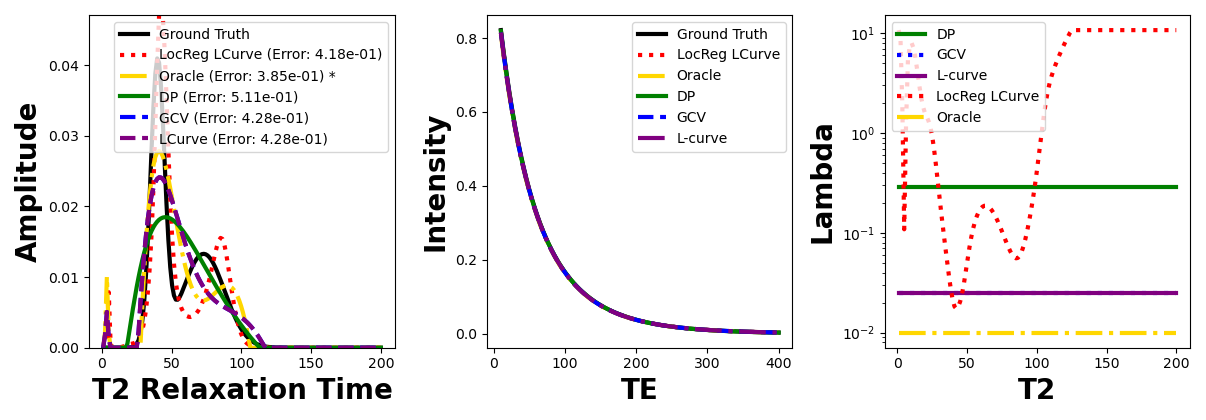 Amplitude
0.04
0.03
0.02
0.01
0.00
Ground Truth
LocReg LCurve (Error: 4.18e-01)
Oracle (Error: 3.85e-01) *
DP (Error: 5.11e-01)
GCV (Error: 4.28e-01)
LCurve (Error: 4.28e-01)
0 50 100 150 200
T2 Relaxation Time
Intensity
0.8
0.6
0.4
0.2
0.0
Ground Truth
LocReg LCurve
Oracle
DP
GCV
L-curve
0 100 200 300 400
TE
Lambda
10¹
10⁰
10⁻¹
10⁻²
DP
GCV
L-curve
LocReg LCurve
Oracle
0 50 100 150 200
T2